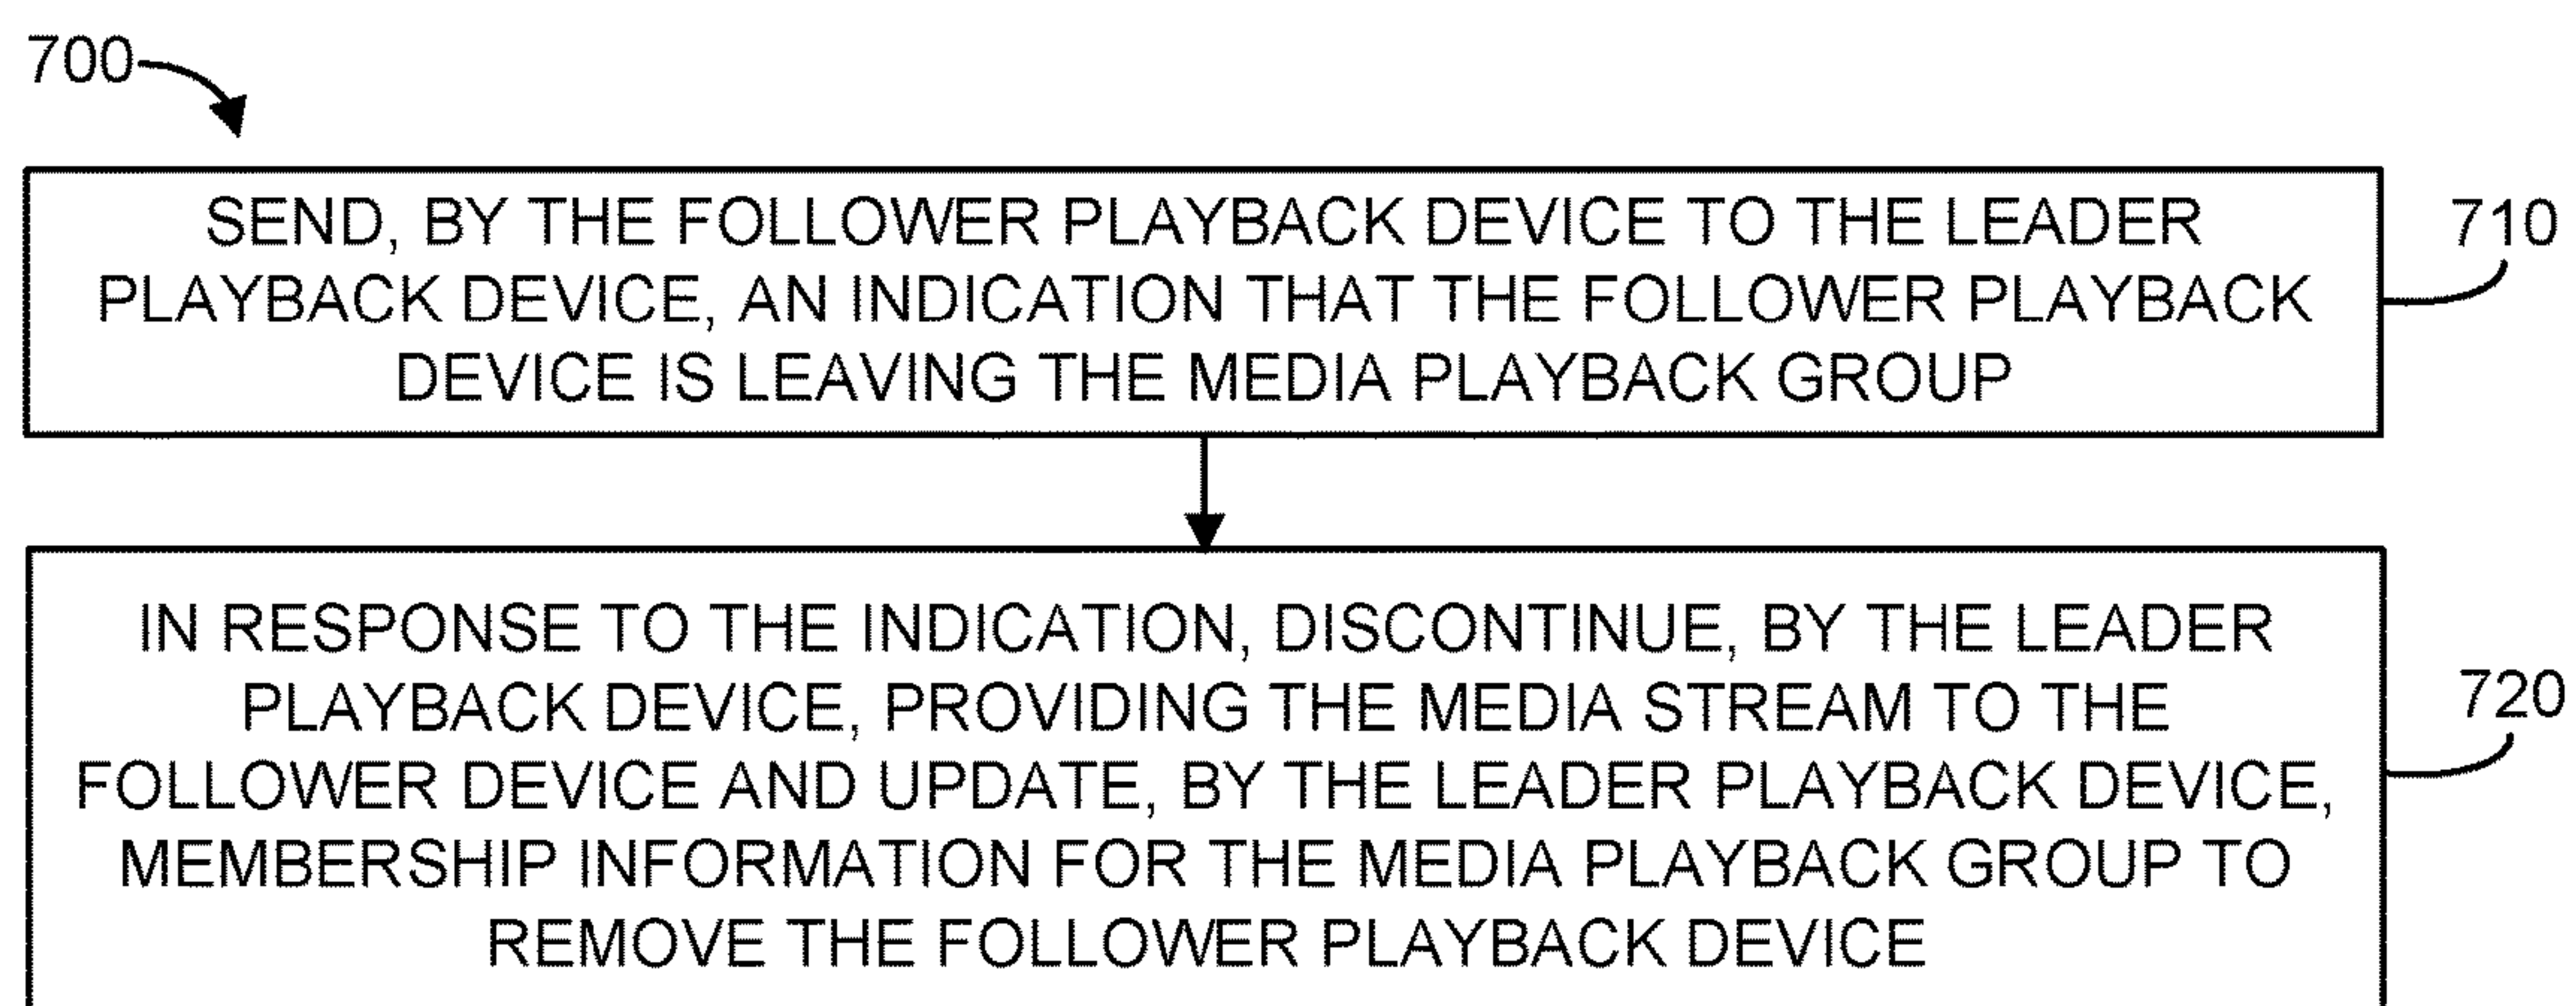 700
SEND, BY THE FOLLOWER PLAYBACK DEVICE TO THE LEADER
PLAYBACK DEVICE, AN INDICATION THAT THE FOLLOWER PLAYBACK
DEVICE IS LEAVING THE MEDIA PLAYBACK GROUP
710
IN RESPONSE TO THE INDICATION, DISCONTINUE, BY THE LEADER
PLAYBACK DEVICE, PROVIDING THE MEDIA STREAM TO THE
FOLLOWER DEVICE AND UPDATE, BY THE LEADER PLAYBACK DEVICE,
MEMBERSHIP INFORMATION FOR THE MEDIA PLAYBACK GROUP TO
REMOVE THE FOLLOWER PLAYBACK DEVICE
720